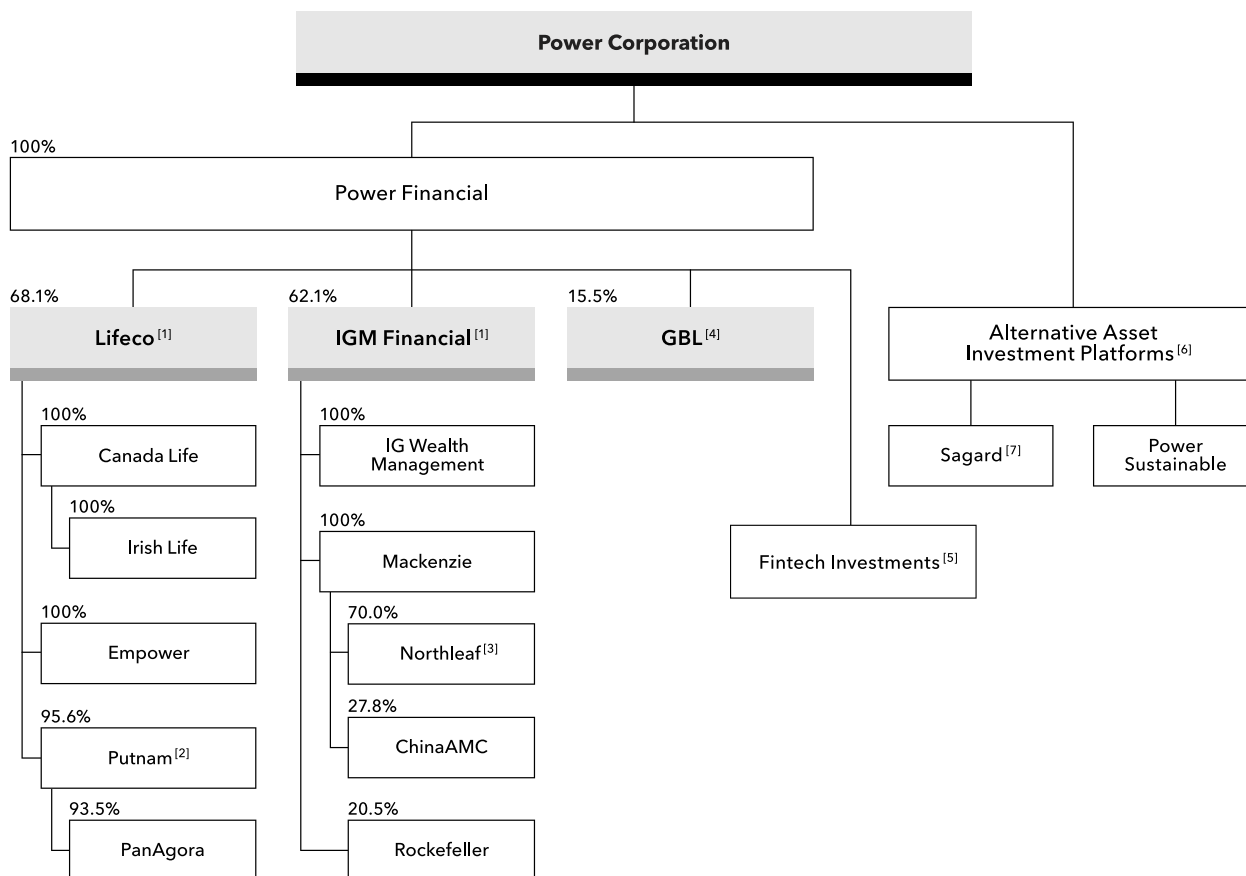 Power Corporation
100%
Power Financial
68.1%
Lifeco [1]
62.1%
IGM Financial [1]
15.5%
GBL [4]
Alternative Asset
Investment Platforms [6]
100%
Canada Life
100%
Irish Life
100%
Empower
95.6%
Putnam [2]
93.5%
PanAgora
100%
IG Wealth
Management
100%
Mackenzie
70.0%
Northleaf [3]
27.8%
ChinaAMC
20.5%
Rockefeller
Fintech Investments [5]
Sagard [7]
Power
Sustainable